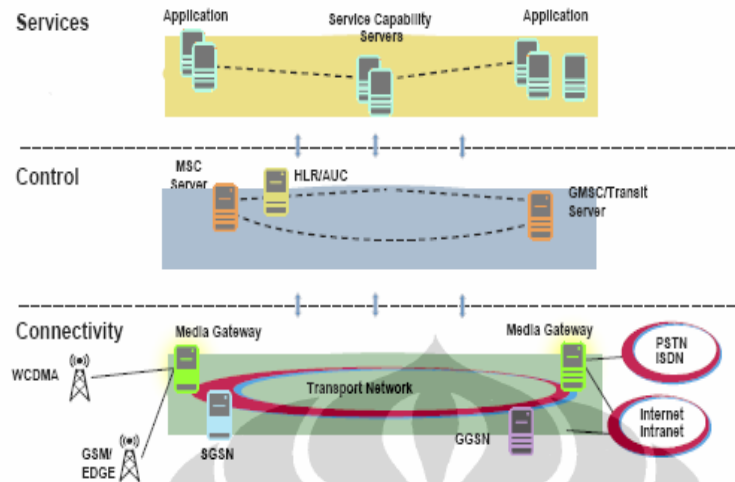 Services
Application
Service Capability
Servers
Application
Control
MSC
Server
HLR/AUC
GMSC/Transit
Server
Connectivity
Media Gateway
Media Gateway
PSTN
ISDN
WCDMA
Transport Network
Internet
Intranet
GSM/
EDGE
SGSN
GGSN